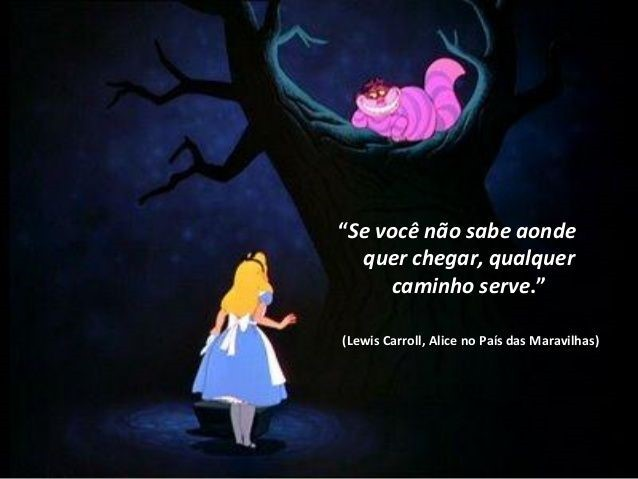 “Se você não sabe aonde
quer chegar, qualquer
caminho serve.”
(Lewis Carroll, Alice no País das Maravilhas)